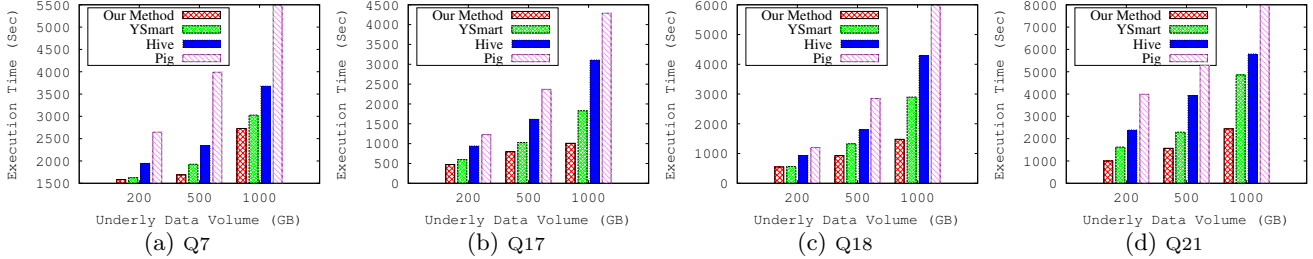 Execution Time (Sec)
5500
5000
4500
4000
3500
3000
2500
2000
1500
Our Method
YSmart
Hive
Pig
200 500 1000
Underly Data Volume (GB)
(a) Q7
Execution Time (Sec)
4500
4000
3500
3000
2500
2000
1500
1000
500
0
Our Method
YSmart
Hive
Pig
200 500 1000
Underly Data Volume (GB)
(b) Q17
Execution Time (Sec)
6000
5000
4000
3000
2000
1000
0
Our Method
YSmart
Hive
Pig
200 500 1000
Underly Data Volume (GB)
(c) Q18
Execution Time (Sec)
8000
7000
6000
5000
4000
3000
2000
1000
0
Our Method
YSmart
Hive
Pig
200 500 1000
Underly Data Volume (GB)
(d) Q21